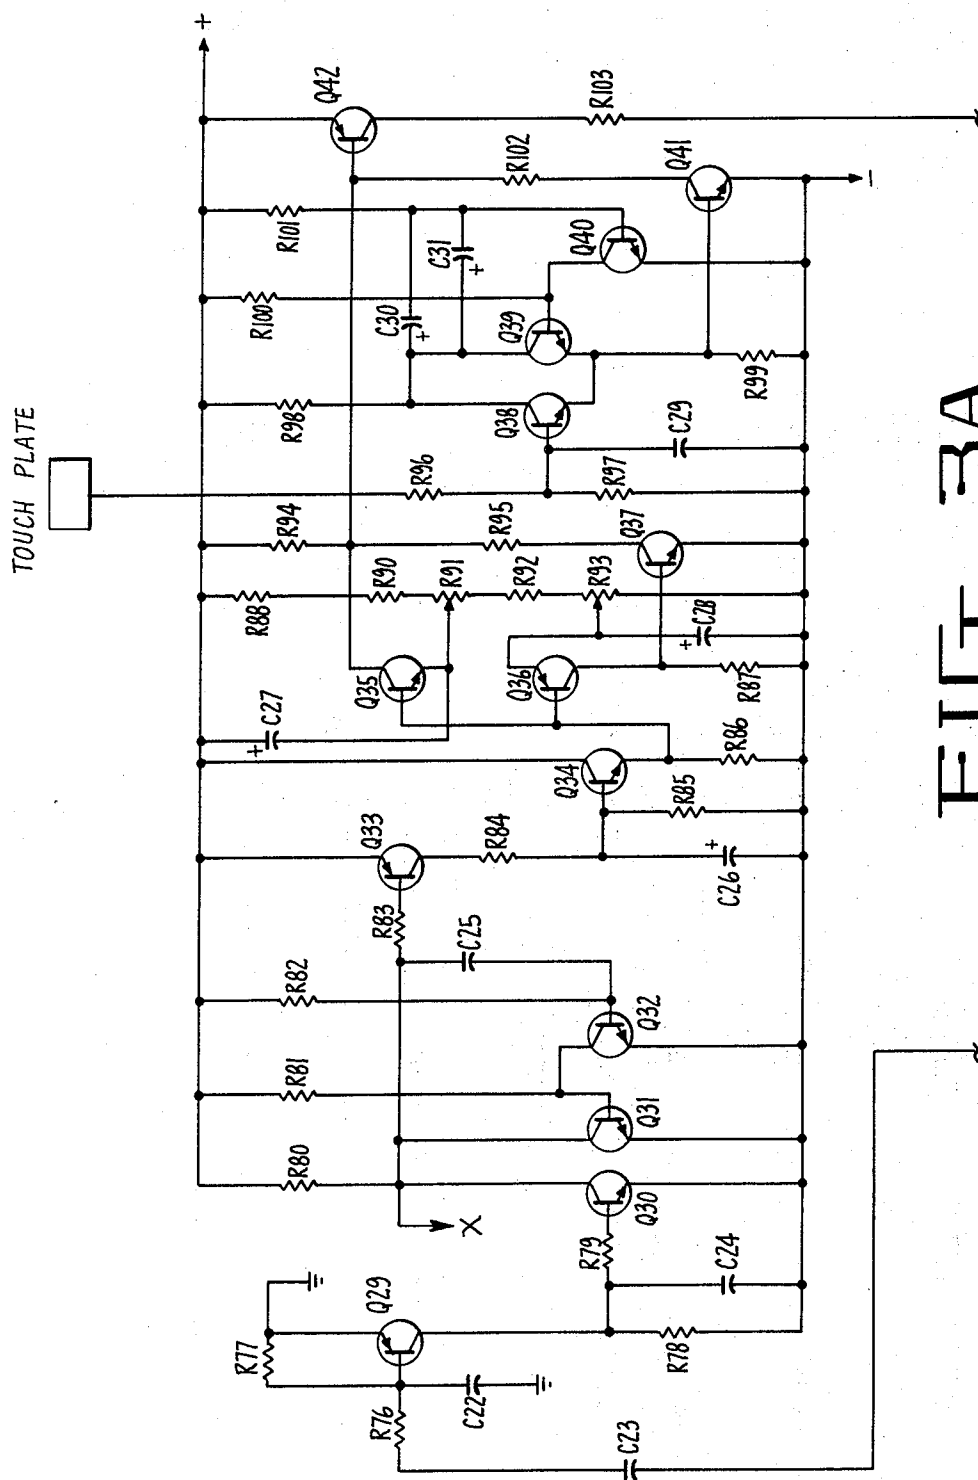 TOUCH PLATE
+
Q42
R103
R102
Q41
−
R101
C31
+
Q40
R100
C30
+
Q39
R99
R98
Q38
C29
R96
R97
R94
R95
Q37
R88
R90
R91
R92
R93
C28
+
Q35
Q36
R87
C27
+
Q34
R86
R85
Q33
R84
C26
+
R83
C25
R82
Q32
R81
Q31
R80
X
Q30
R79
C24
Q29
R77
R78
R76
C22
C23